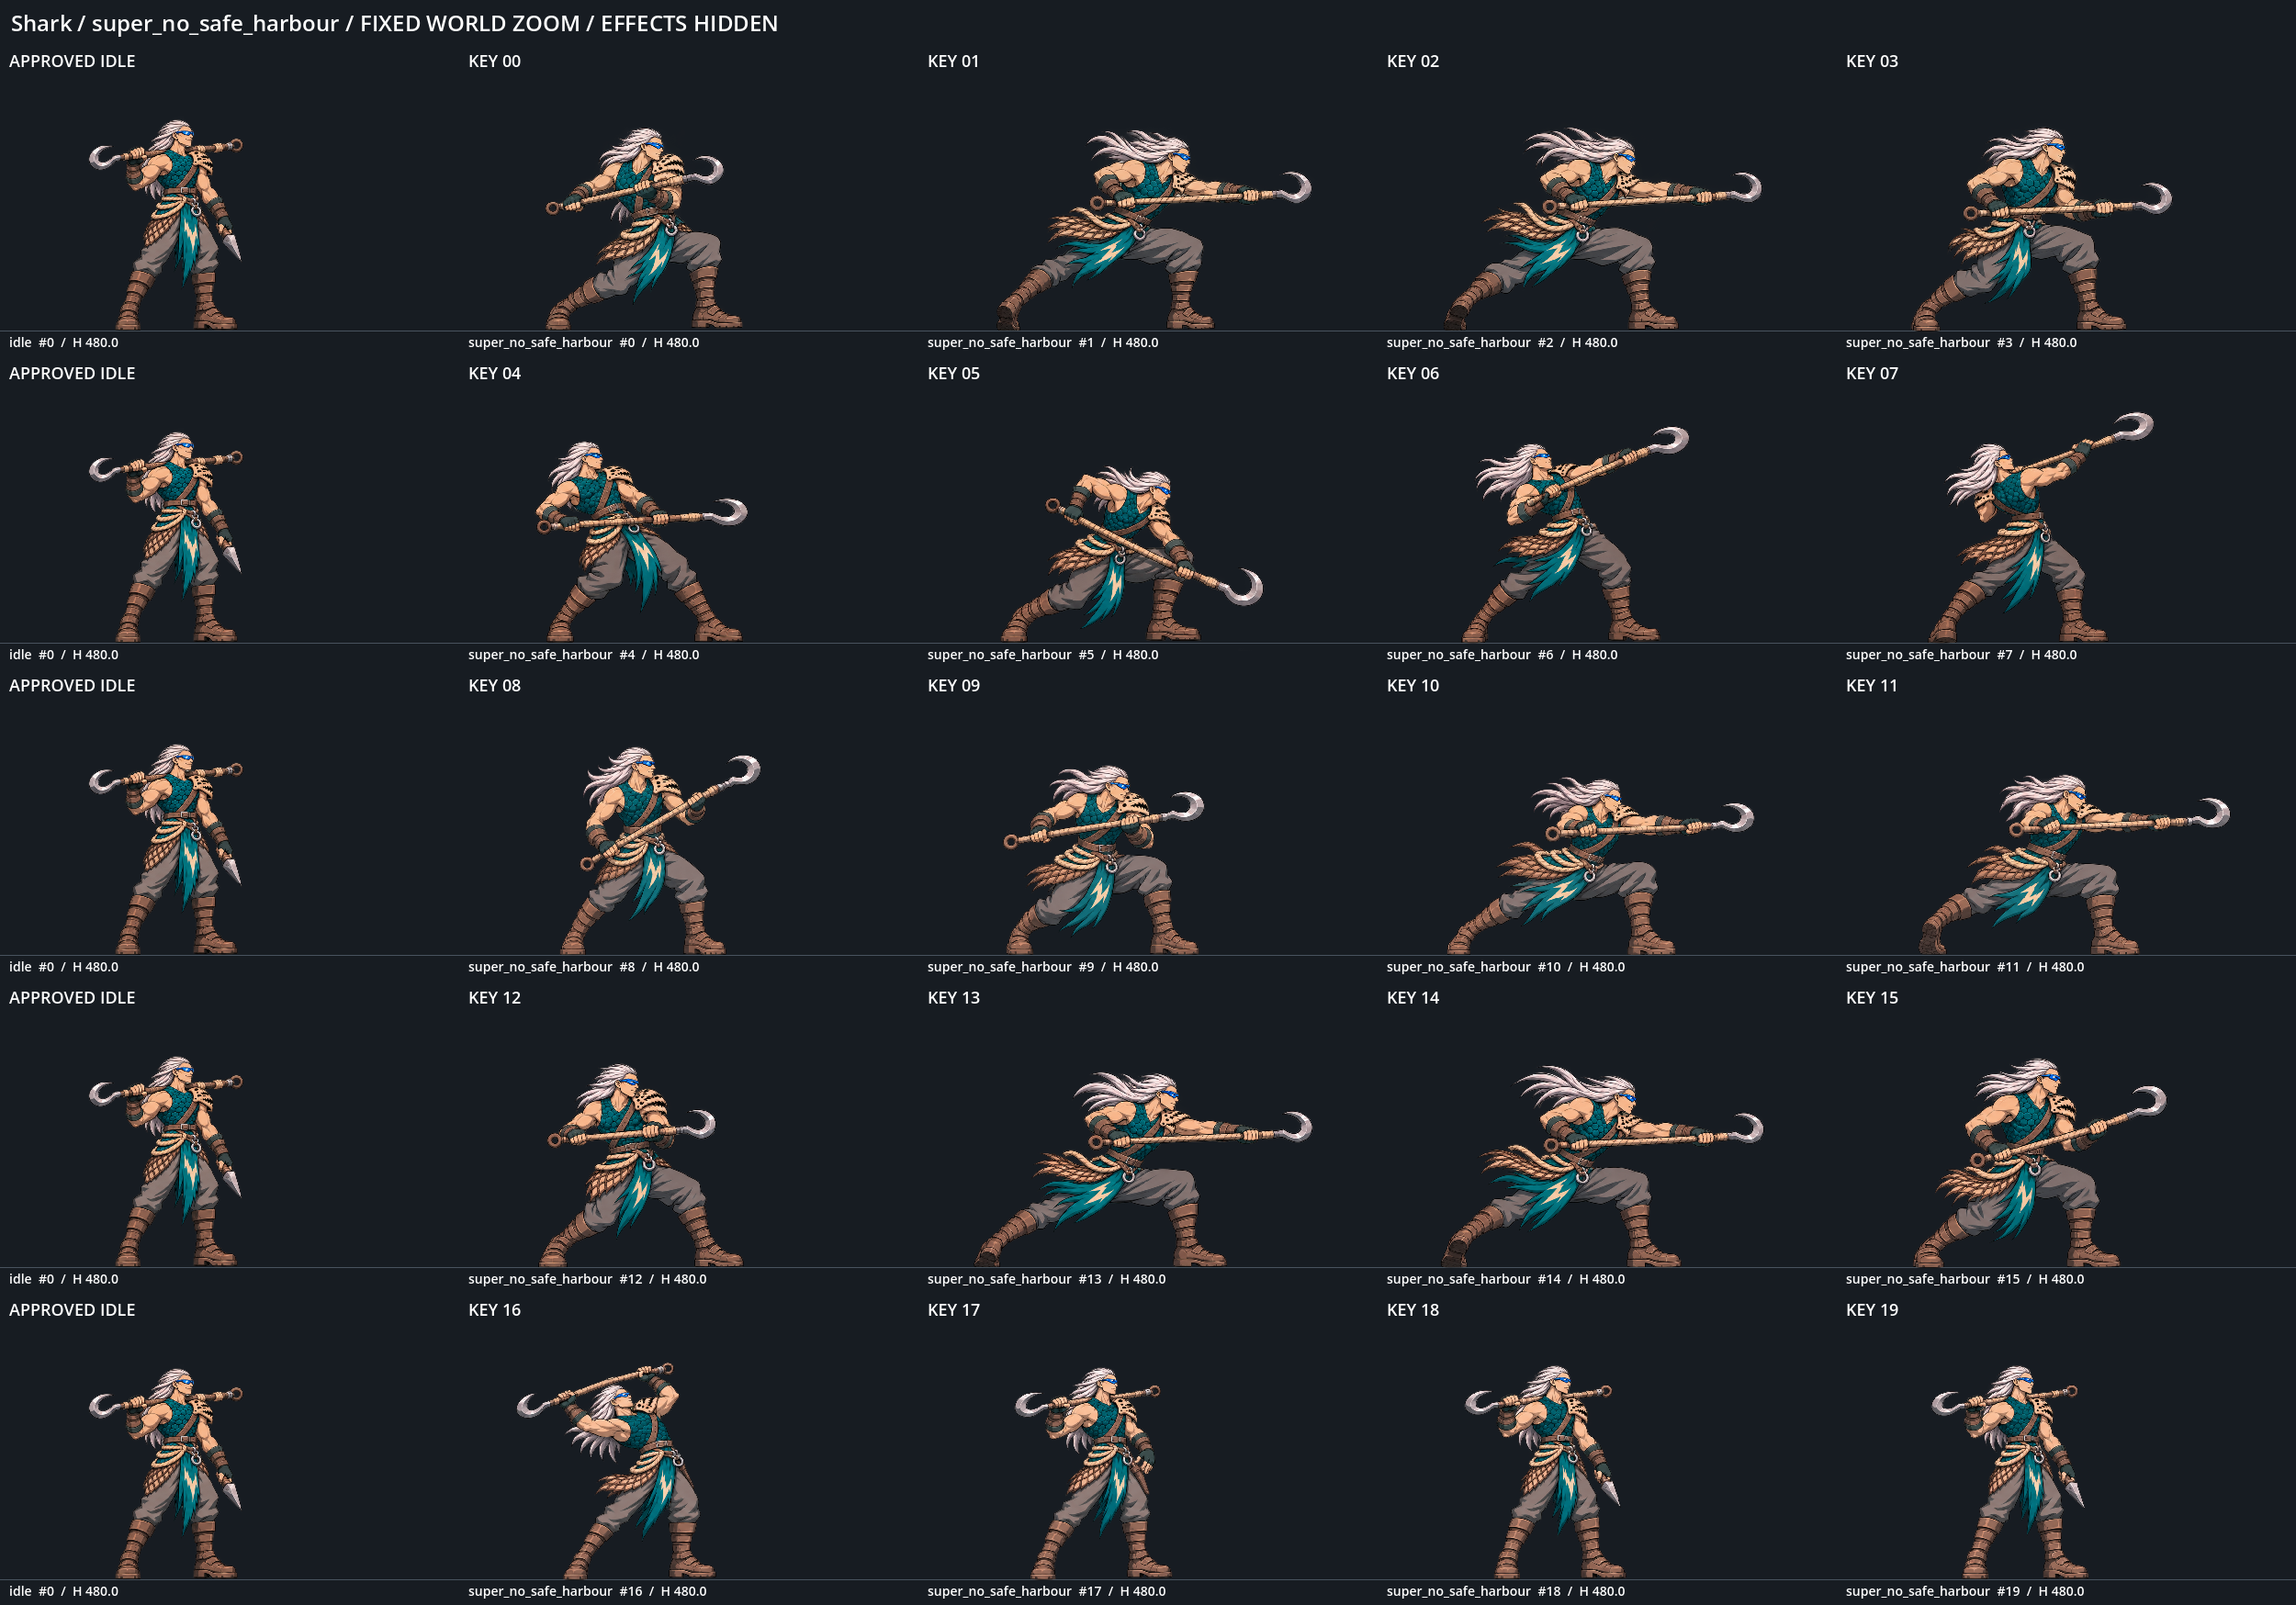 Shark / super_no_safe_harbour / FIXED WORLD ZOOM / EFFECTS HIDDEN
APPROVED IDLE KEY 00 KEY 01 KEY 02 KEY 03
idle #0 / H 480.0 super_no_safe_harbour #0 / H 480.0 super_no_safe_harbour #1 / H 480.0 super_no_safe_harbour #2 / H 480.0 super_no_safe_harbour #3 / H 480.0
APPROVED IDLE KEY 04 KEY 05 KEY 06 KEY 07
idle #0 / H 480.0 super_no_safe_harbour #4 / H 480.0 super_no_safe_harbour #5 / H 480.0 super_no_safe_harbour #6 / H 480.0 super_no_safe_harbour #7 / H 480.0
APPROVED IDLE KEY 08 KEY 09 KEY 10 KEY 11
idle #0 / H 480.0 super_no_safe_harbour #8 / H 480.0 super_no_safe_harbour #9 / H 480.0 super_no_safe_harbour #10 / H 480.0 super_no_safe_harbour #11 / H 480.0
APPROVED IDLE KEY 12 KEY 13 KEY 14 KEY 15
idle #0 / H 480.0 super_no_safe_harbour #12 / H 480.0 super_no_safe_harbour #13 / H 480.0 super_no_safe_harbour #14 / H 480.0 super_no_safe_harbour #15 / H 480.0
APPROVED IDLE KEY 16 KEY 17 KEY 18 KEY 19
idle #0 / H 480.0 super_no_safe_harbour #16 / H 480.0 super_no_safe_harbour #17 / H 480.0 super_no_safe_harbour #18 / H 480.0 super_no_safe_harbour #19 / H 480.0